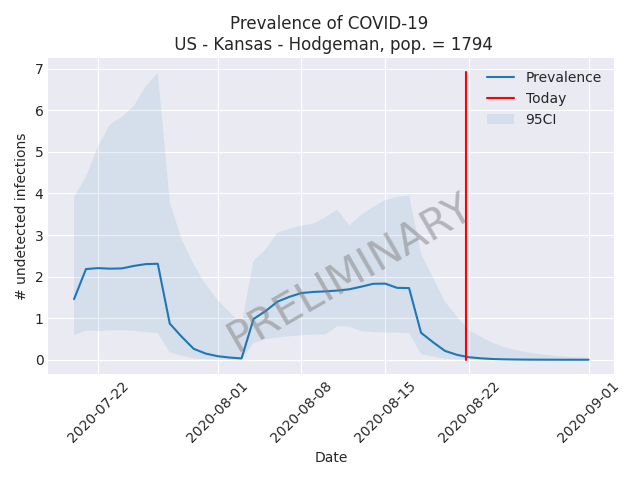 Prevalence of COVID-19
US - Kansas - Hodgeman, pop. = 1794
7
6
5
4
3
2
1
0
# undetected infections
Prevalence
Today
95CI
PRELIMINARY
2020-07-22
2020-08-01
2020-08-08
2020-08-15
2020-08-22
2020-09-01
Date